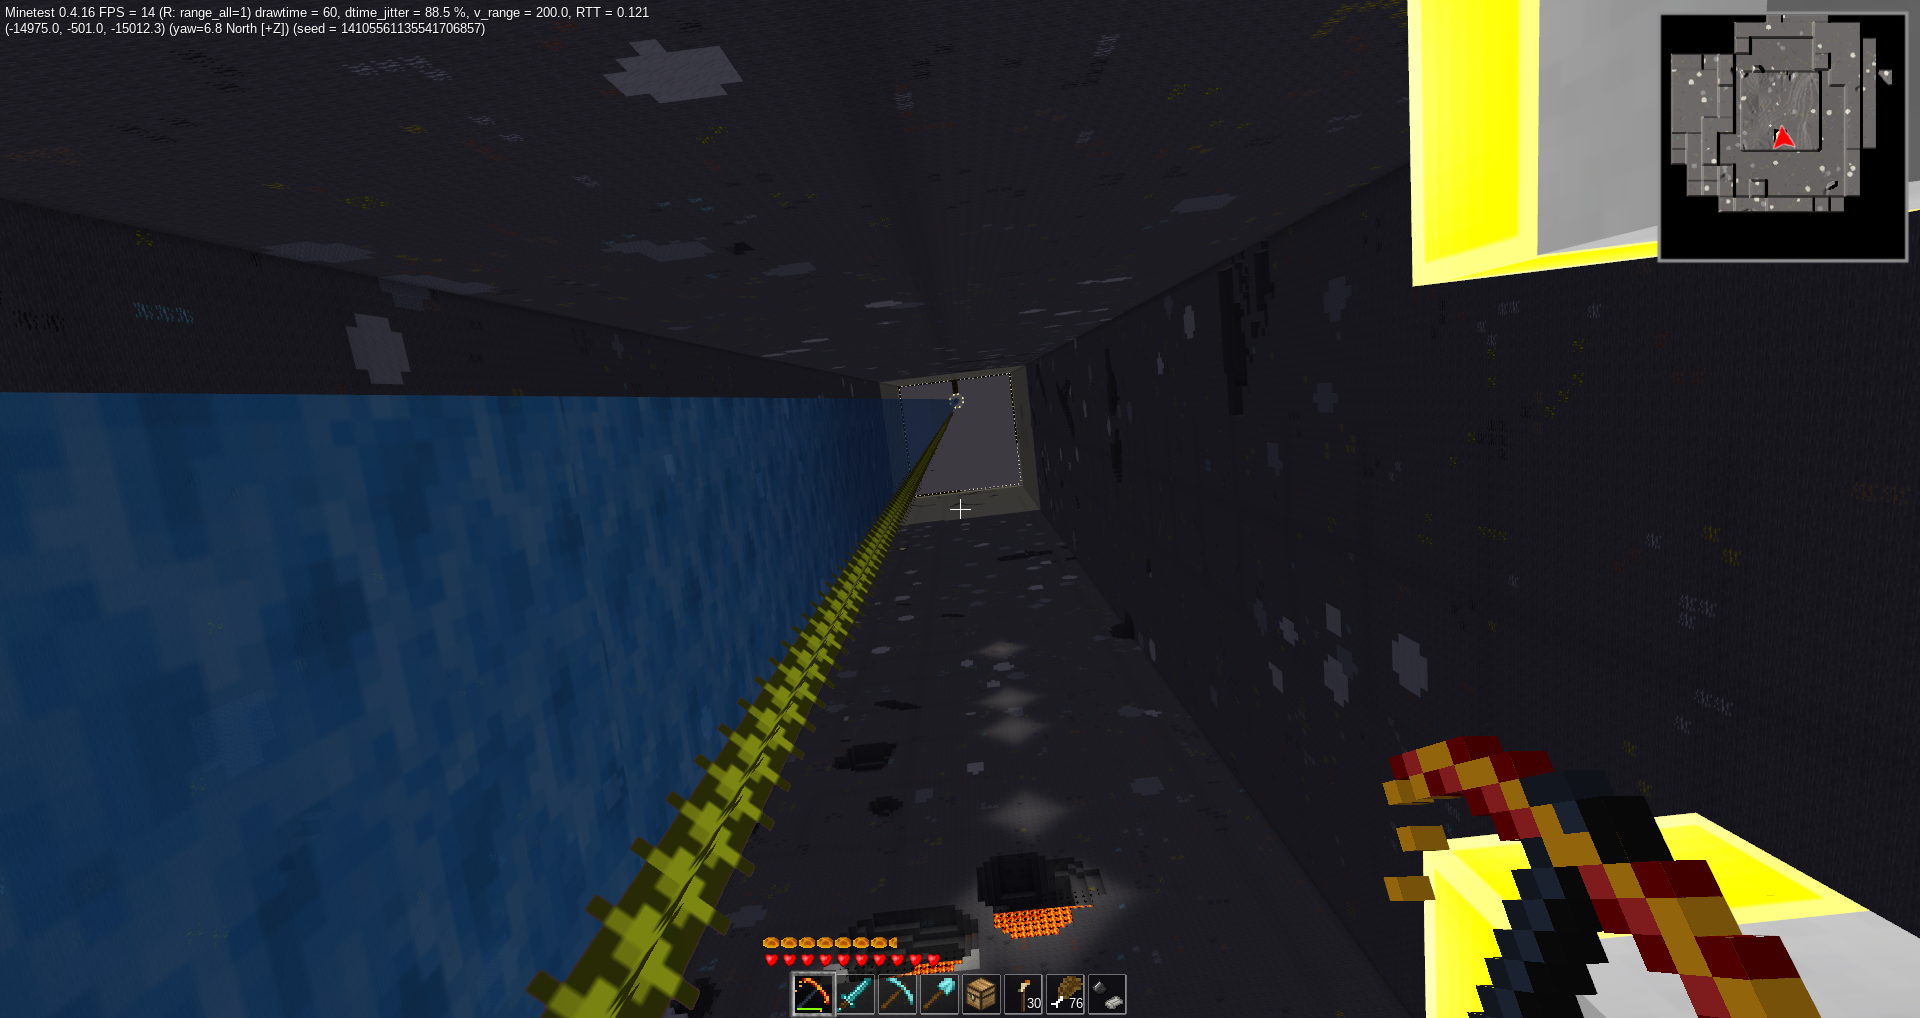 Minetest 0.4.16 FPS = 14 (R: range_all=1) drawtime = 60, dtime_jitter = 88.5 %, v_range = 200.0, RTT = 0.121
(-14975.0, -501.0, -15012.3) (yaw=6.8 North [+Z]) (seed = 14105561135541706857)
30 76